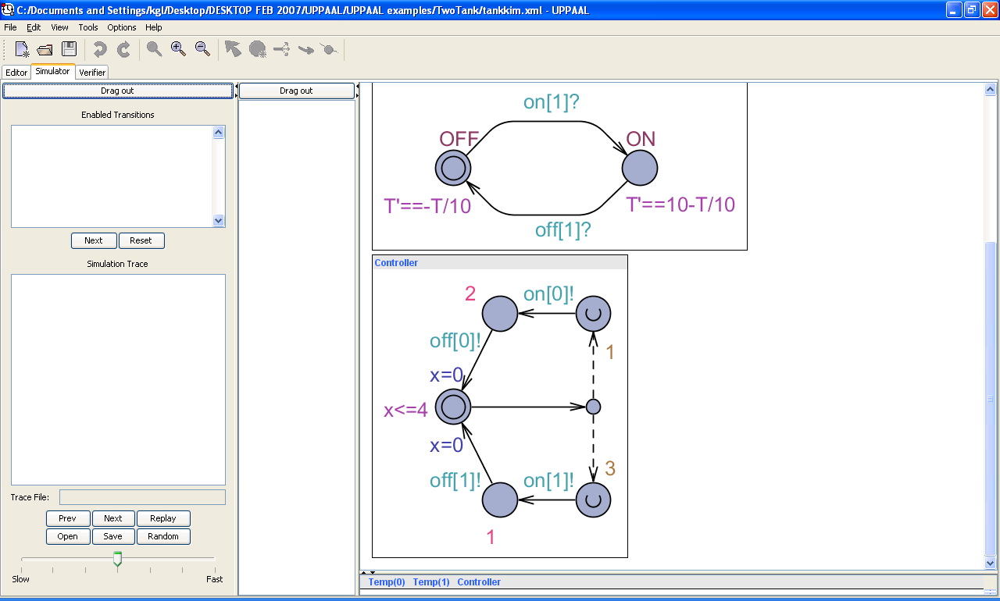 C:/Documents and Settings/kgl/Desktop/DESKTOP FEB 2007/UPPAAL/UPPAAL examples/TwoTank/tankkim.xml - UPPAAL
File Edit View Tools Options Help
Editor Simulator Verifier
Drag out
Drag out
Enabled Transitions
Next Reset
Simulation Trace
Trace File:
Prev Next Replay
Open Save Random
Slow Fast
on[1]?
OFF ON
T'==-T/10 T'==10-T/10
off[1]?
Controller
2 on[0]!
off[0]! 1
x=0
x<=4
x=0
off[1]! on[1]! 3
1
Temp(0) Temp(1) Controller